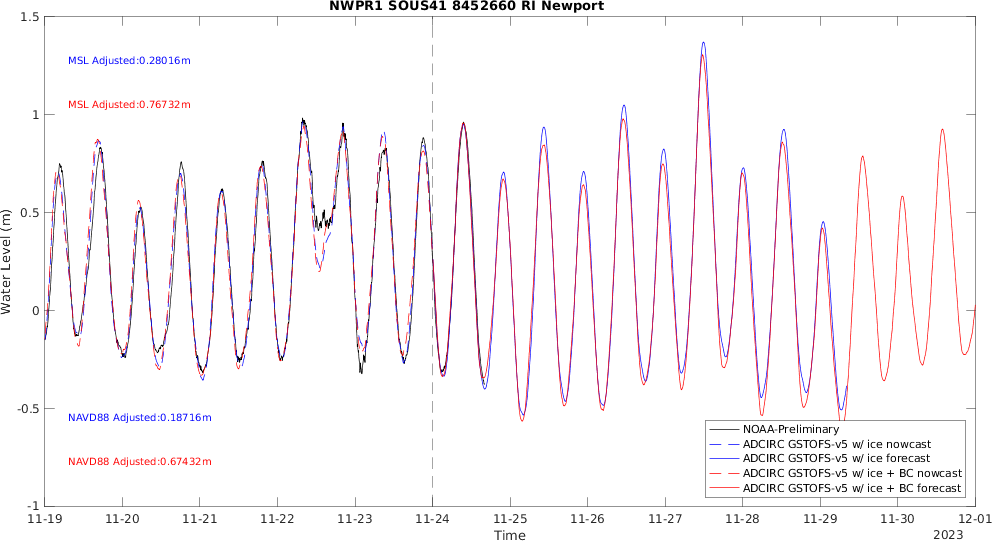 NWPR1 SOUS41 8452660 RI Newport
1.5
1
0.5
0
-0.5
-1
Water Level (m)
MSL Adjusted:0.28016m
MSL Adjusted:0.76732m
NAVD88 Adjusted:0.18716m
NAVD88 Adjusted:0.67432m
NOAA-Preliminary
ADCIRC GSTOFS-v5 w/ ice nowcast
ADCIRC GSTOFS-v5 w/ ice forecast
ADCIRC GSTOFS-v5 w/ ice + BC nowcast
ADCIRC GSTOFS-v5 w/ ice + BC forecast
11-19 11-20 11-21 11-22 11-23 11-24 11-25 11-26 11-27 11-28 11-29 11-30 12-01
Time
2023